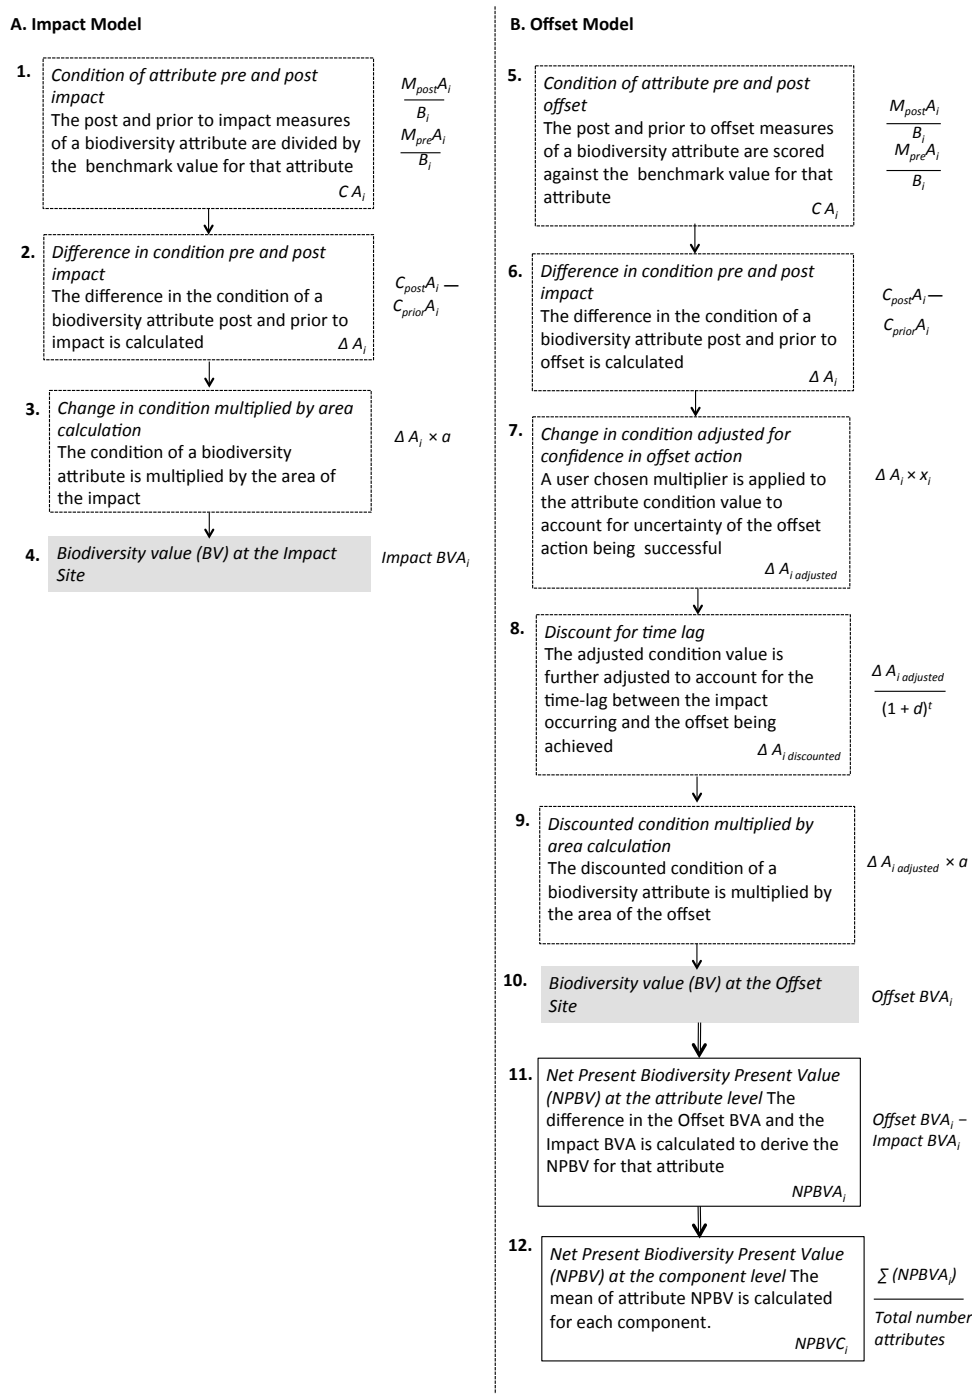 A. Impact Model
1.
Condition of attribute pre and post
impact
The post and prior to impact measures
of a biodiversity attribute are divided by
the benchmark value for that attribute
C Ai
MpostAi
Bi
MpreAi
Bi
2.
Difference in condition pre and post
impact
The difference in the condition of a
biodiversity attribute post and prior to
impact is calculated
Δ Ai
CpostAi —
CpriorAi
3.
Change in condition multiplied by area
calculation
The condition of a biodiversity
attribute is multiplied by the area of
the impact
Δ Ai × a
4.
Biodiversity value (BV) at the Impact
Site
Impact BVAi
B. Offset Model
5.
Condition of attribute pre and post
offset
The post and prior to offset measures
of a biodiversity attribute are scored
against the benchmark value for that
attribute
C Ai
MpostAi
Bi
MpreAi
Bi
6.
Difference in condition pre and post
impact
The difference in the condition of a
biodiversity attribute post and prior to
offset is calculated
Δ Ai
CpostAi —
CpriorAi
7.
Change in condition adjusted for
confidence in offset action
A user chosen multiplier is applied to
the attribute condition value to
account for uncertainty of the offset
action being successful
Δ Ai adjusted
Δ Ai × xi
8.
Discount for time lag
The adjusted condition value is
further adjusted to account for the
time-lag between the impact
occurring and the offset being
achieved
Δ Ai discounted
Δ Ai adjusted
(1 + d)t
9.
Discounted condition multiplied by
area calculation
The discounted condition of a
biodiversity attribute is multiplied by
the area of the offset
Δ Ai adjusted × a
10.
Biodiversity value (BV) at the Offset
Site
Offset BVAi
11.
Net Present Biodiversity Present Value
(NPBV) at the attribute level The
difference in the Offset BVA and the
Impact BVA is calculated to derive the
NPBV for that attribute
NPBVAi
Offset BVAi –
Impact BVAi
12.
Net Present Biodiversity Present Value
(NPBV) at the component level The
mean of attribute NPBV is calculated
for each component.
NPBVCi
∑ (NPBVAi)
Total number
attributes